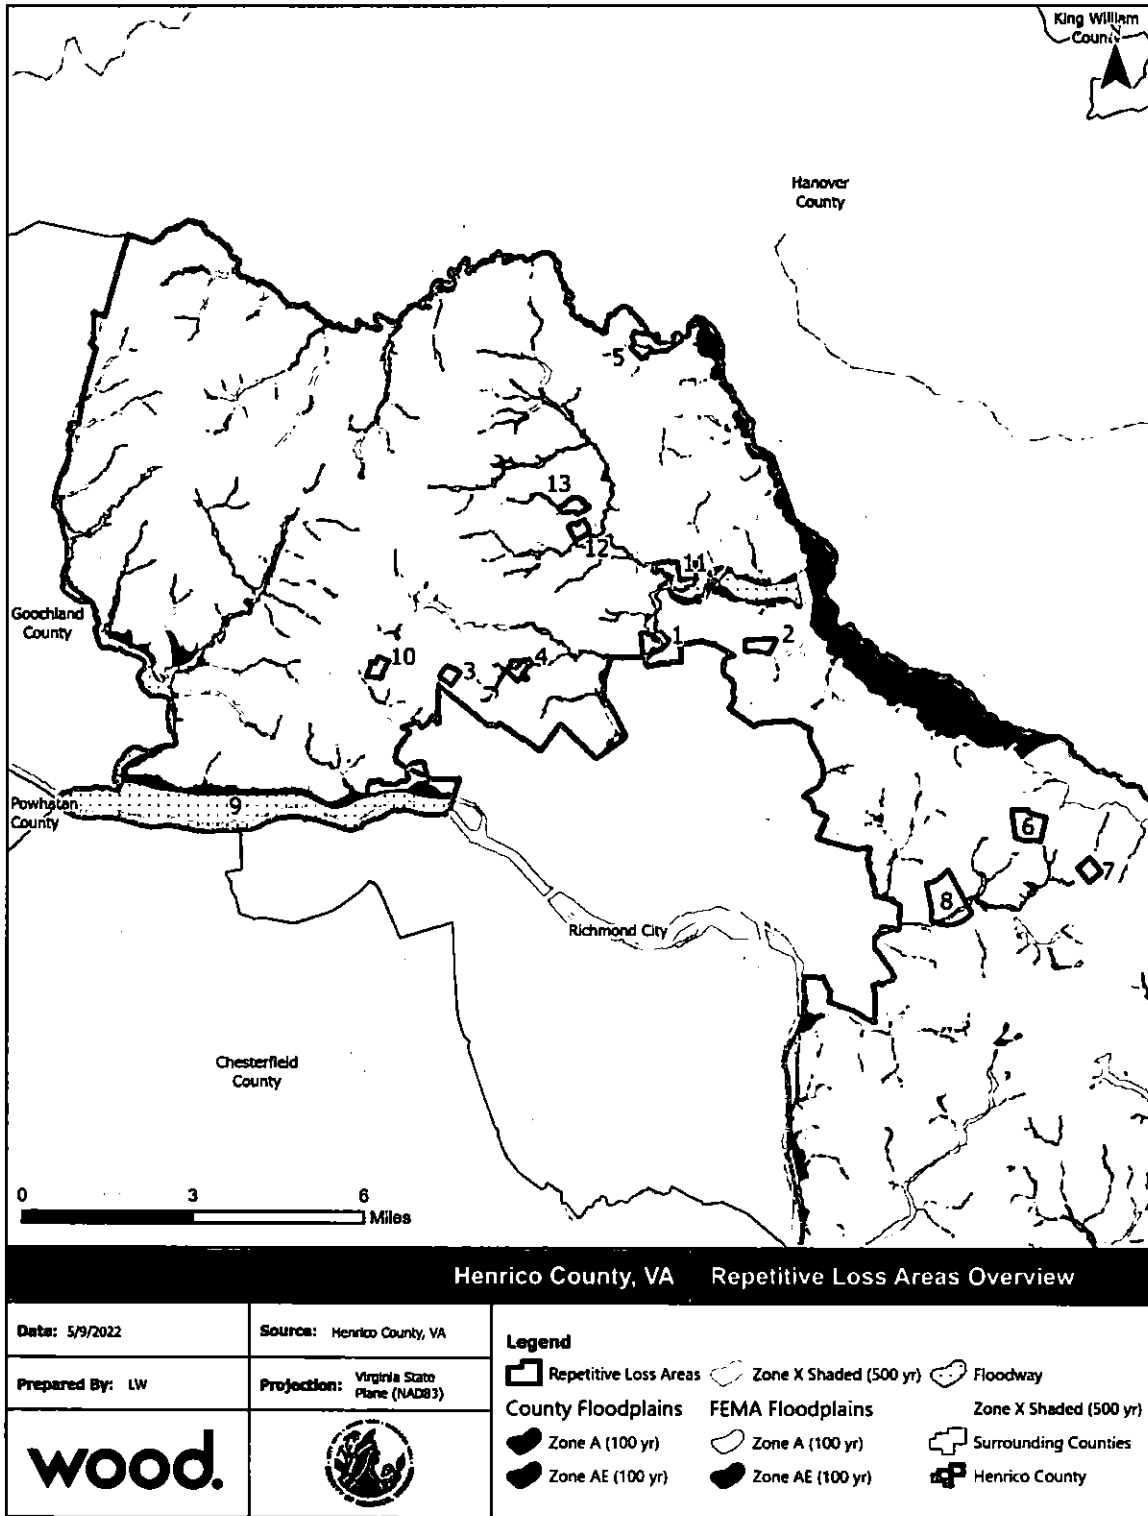 King William
County
N
Hanover
County
5
13
12
11
Goochland
County
1
2
10
3
4
Powhatan
County
9
6
7
8
Richmond City
Chesterfield
County
0 3 6
Miles
Henrico County, VA Repetitive Loss Areas Overview
Date: 5/9/2022
Source: Henrico County, VA
Prepared By: LW
Projection: Virginia State
Plane (NAD83)
wood.
Legend
Repetitive Loss Areas Zone X Shaded (500 yr) Floodway
County Floodplains FEMA Floodplains Zone X Shaded (500 yr)
Zone A (100 yr) Zone A (100 yr) Surrounding Counties
Zone AE (100 yr) Zone AE (100 yr) Henrico County